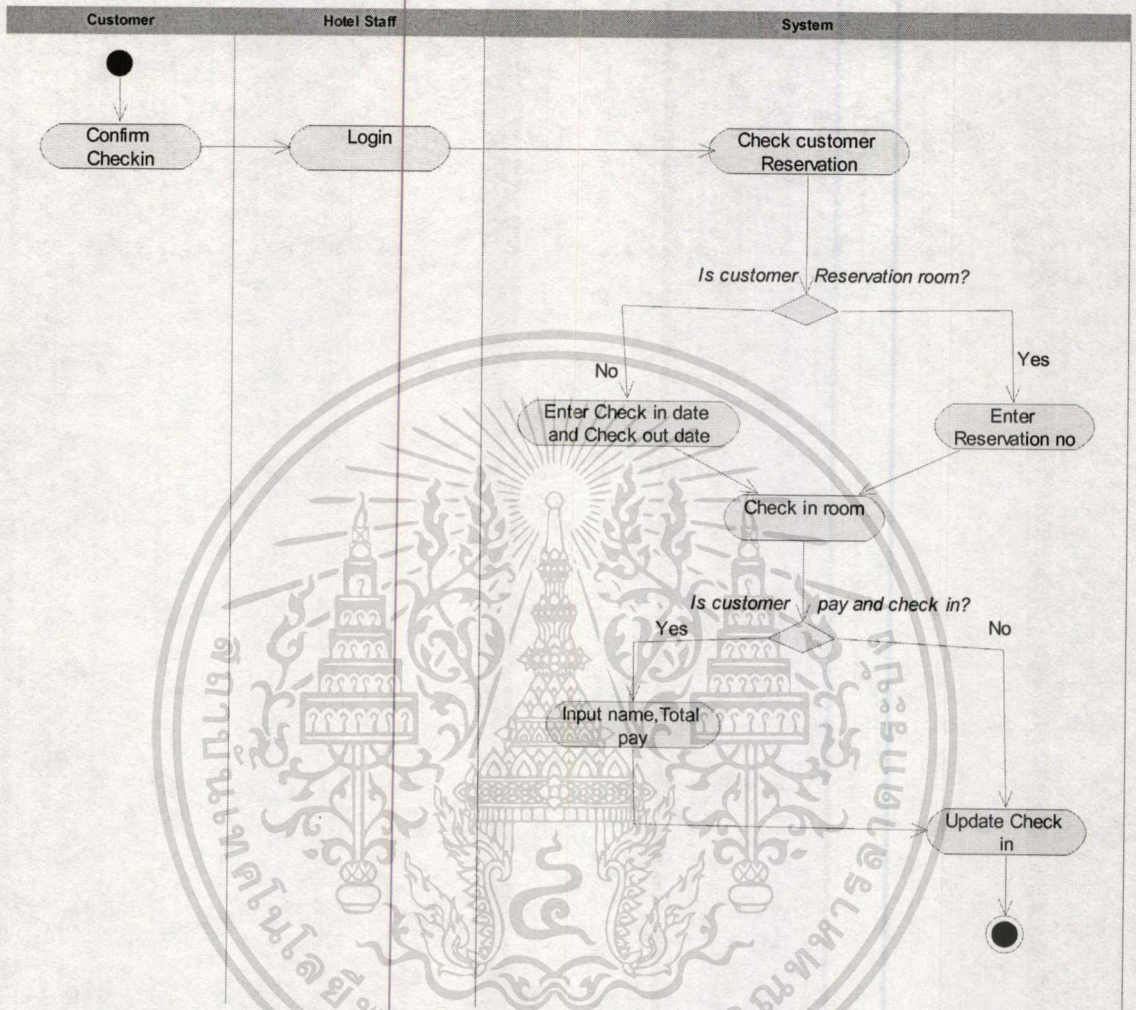 Customer
Hotel Staff
System
Confirm
Checkin
Login
Check customer
Reservation
Is customer Reservation room?
No
Yes
Enter Check in date
and Check out date
Enter
Reservation no
Check in room
Is customer pay and check in?
Yes
No
Input name,Total
pay
Update Check
in